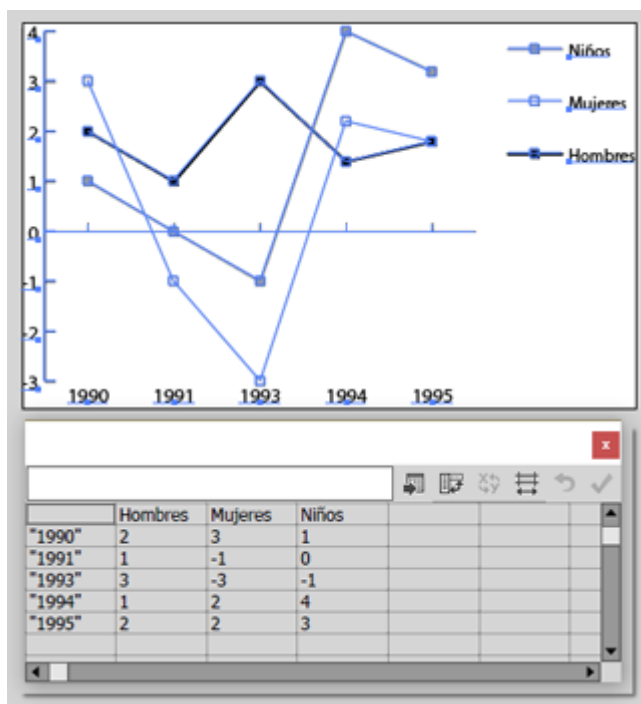 4
3
2
1
0
-1
-2
-3
1990 1991 1993 1994 1995
Niños
Mujeres
Hombres
x
Hombres Mujeres Niños
"1990" 2 3 1
"1991" 1 -1 0
"1993" 3 -3 -1
"1994" 1 2 4
"1995" 2 2 3